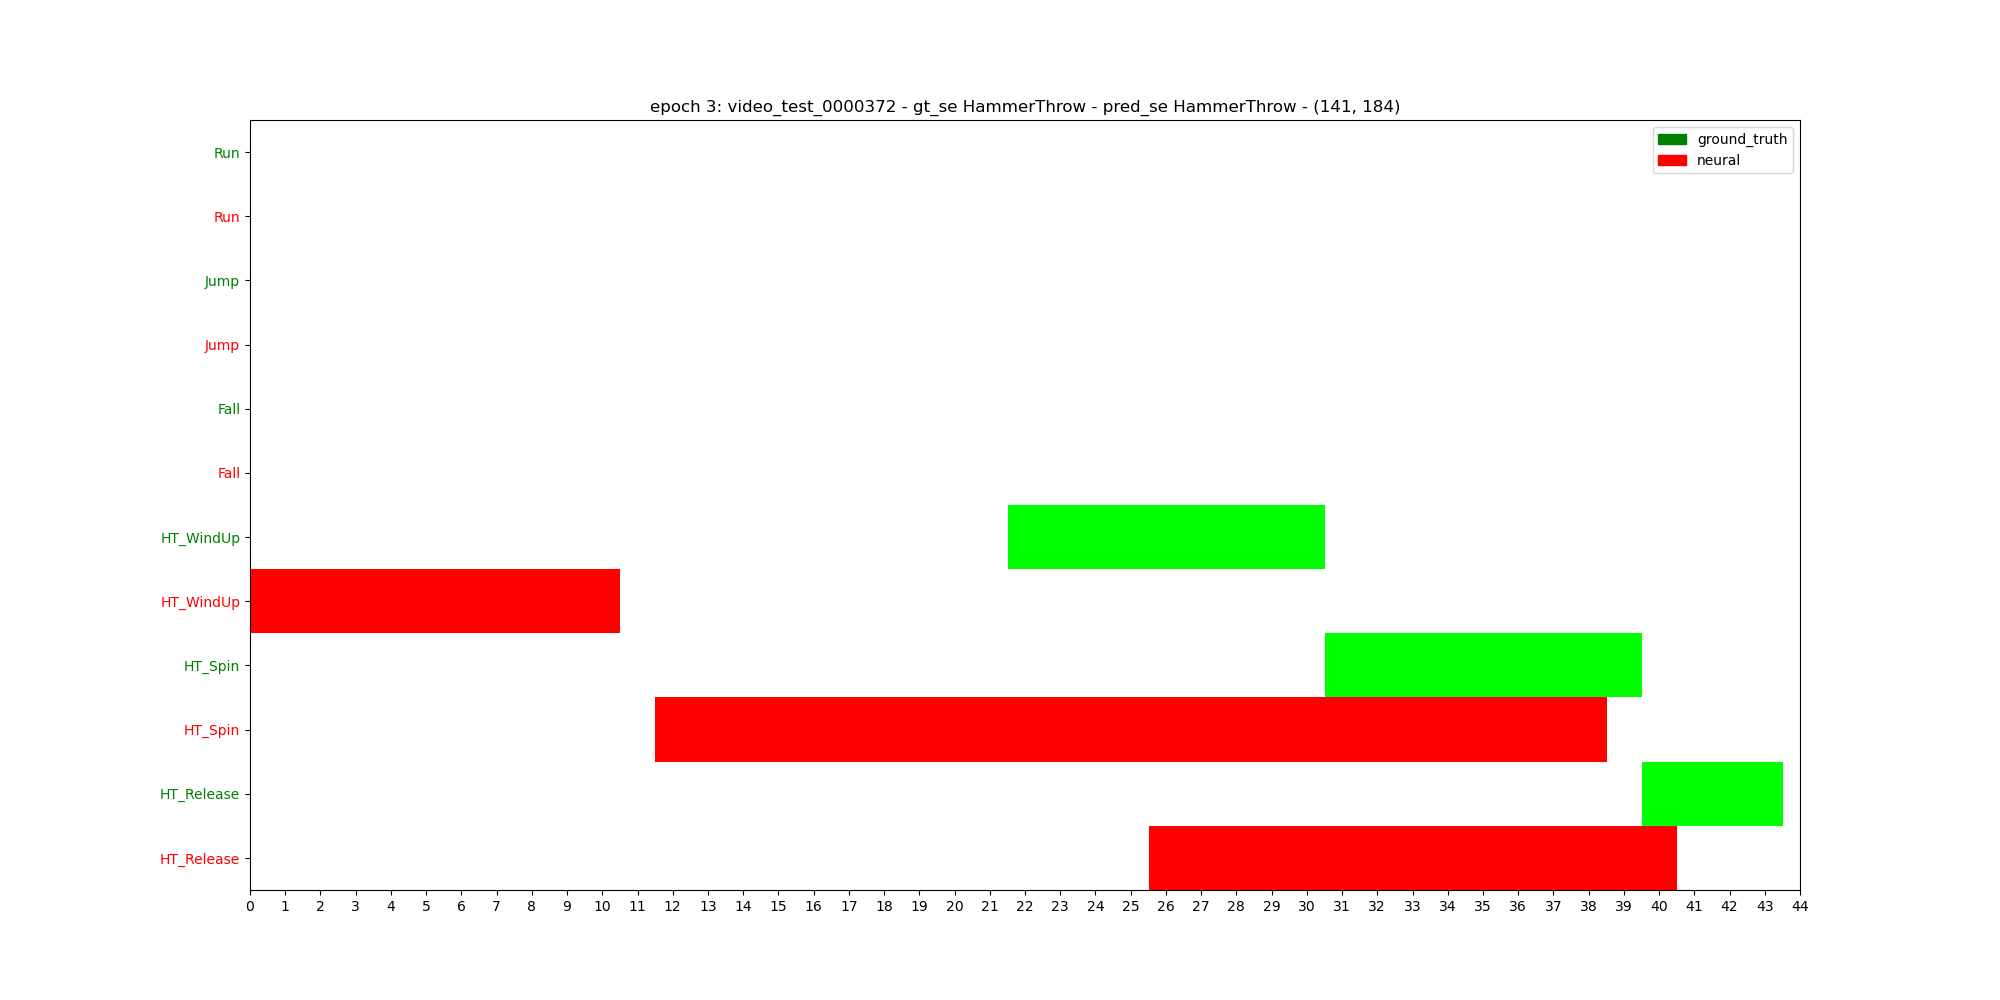 epoch 3: video_test_0000372 - gt_se HammerThrow - pred_se HammerThrow - (141, 184)
ground_truth
neural
Run
Run
Jump
Jump
Fall
Fall
HT_WindUp
HT_WindUp
HT_Spin
HT_Spin
HT_Release
HT_Release
0 1 2 3 4 5 6 7 8 9 10 11 12 13 14 15 16 17 18 19 20 21 22 23 24 25 26 27 28 29 30 31 32 33 34 35 36 37 38 39 40 41 42 43 44